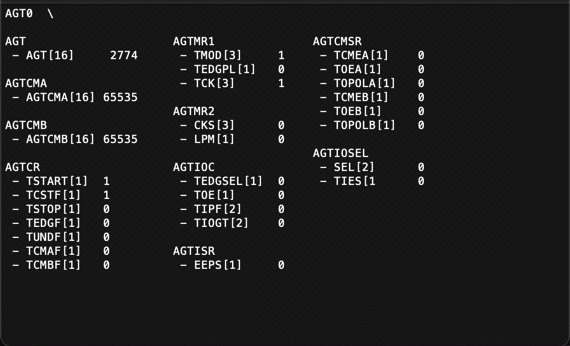 AGT0  \
AGT
 - AGT[16]     2774
AGTCMA
 - AGTCMA[16] 65535
AGTCMB
 - AGTCMB[16] 65535
AGTCR
 - TSTART[1]  1
 - TCSTF[1]   1
 - TSTOP[1]   0
 - TEDGF[1]   0
 - TUNDF[1]   0
 - TCMAF[1]   0
 - TCMBF[1]   0
AGTMR1
 - TMOD[3]     1
 - TEDGPL[1]   0
 - TCK[3]      1
AGTMR2
 - CKS[3]      0
 - LPM[1]      0
AGTIOC
 - TEDGSEL[1]  0
 - TOE[1]      0
 - TIPF[2]     0
 - TIOGT[2]    0
AGTISR
 - EEPS[1]     0
AGTCMSR
 - TCMEA[1]    0
 - TOEA[1]     0
 - TOPOLA[1]   0
 - TCMEB[1]    0
 - TOEB[1]     0
 - TOPOLB[1]   0
AGTIOSEL
 - SEL[2]      0
 - TIES[1      0